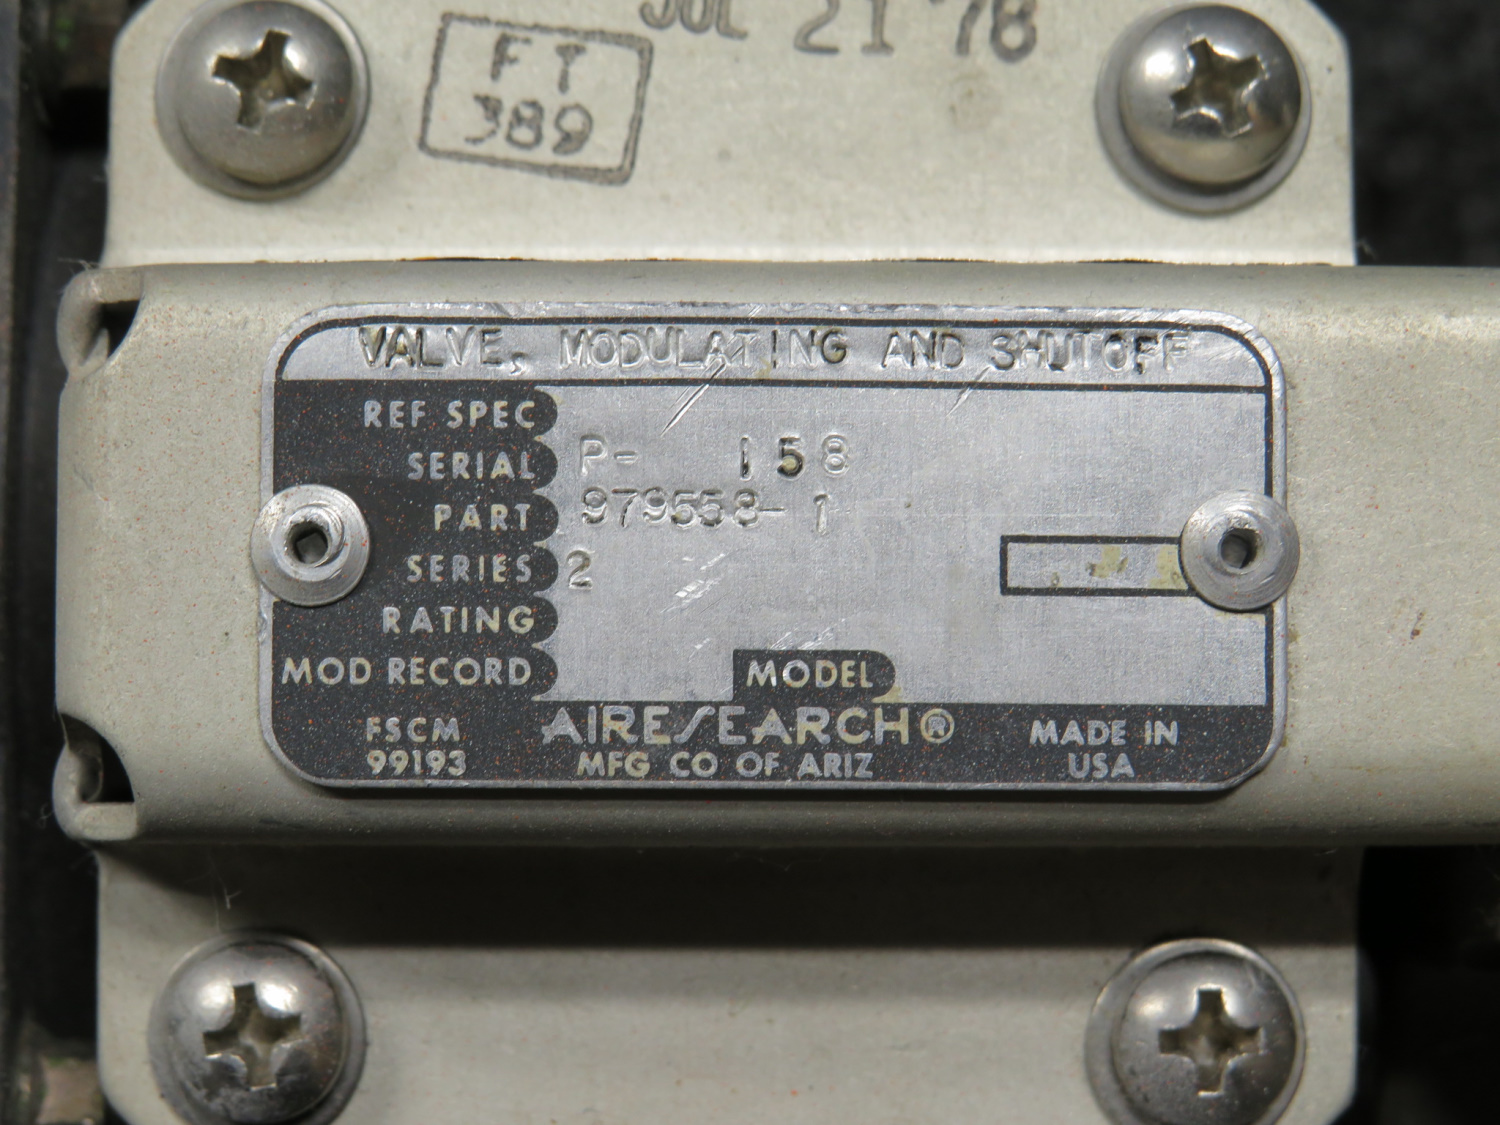 JUL 21 '78
FT
389
VALVE, MODULATING AND SHUTOFF
REF SPEC
SERIAL P- 158
PART 979558-1
SERIES 2
RATING
MOD RECORD MODEL
FSCM
99193
AIRESEARCH®
MFG CO OF ARIZ
MADE IN
USA